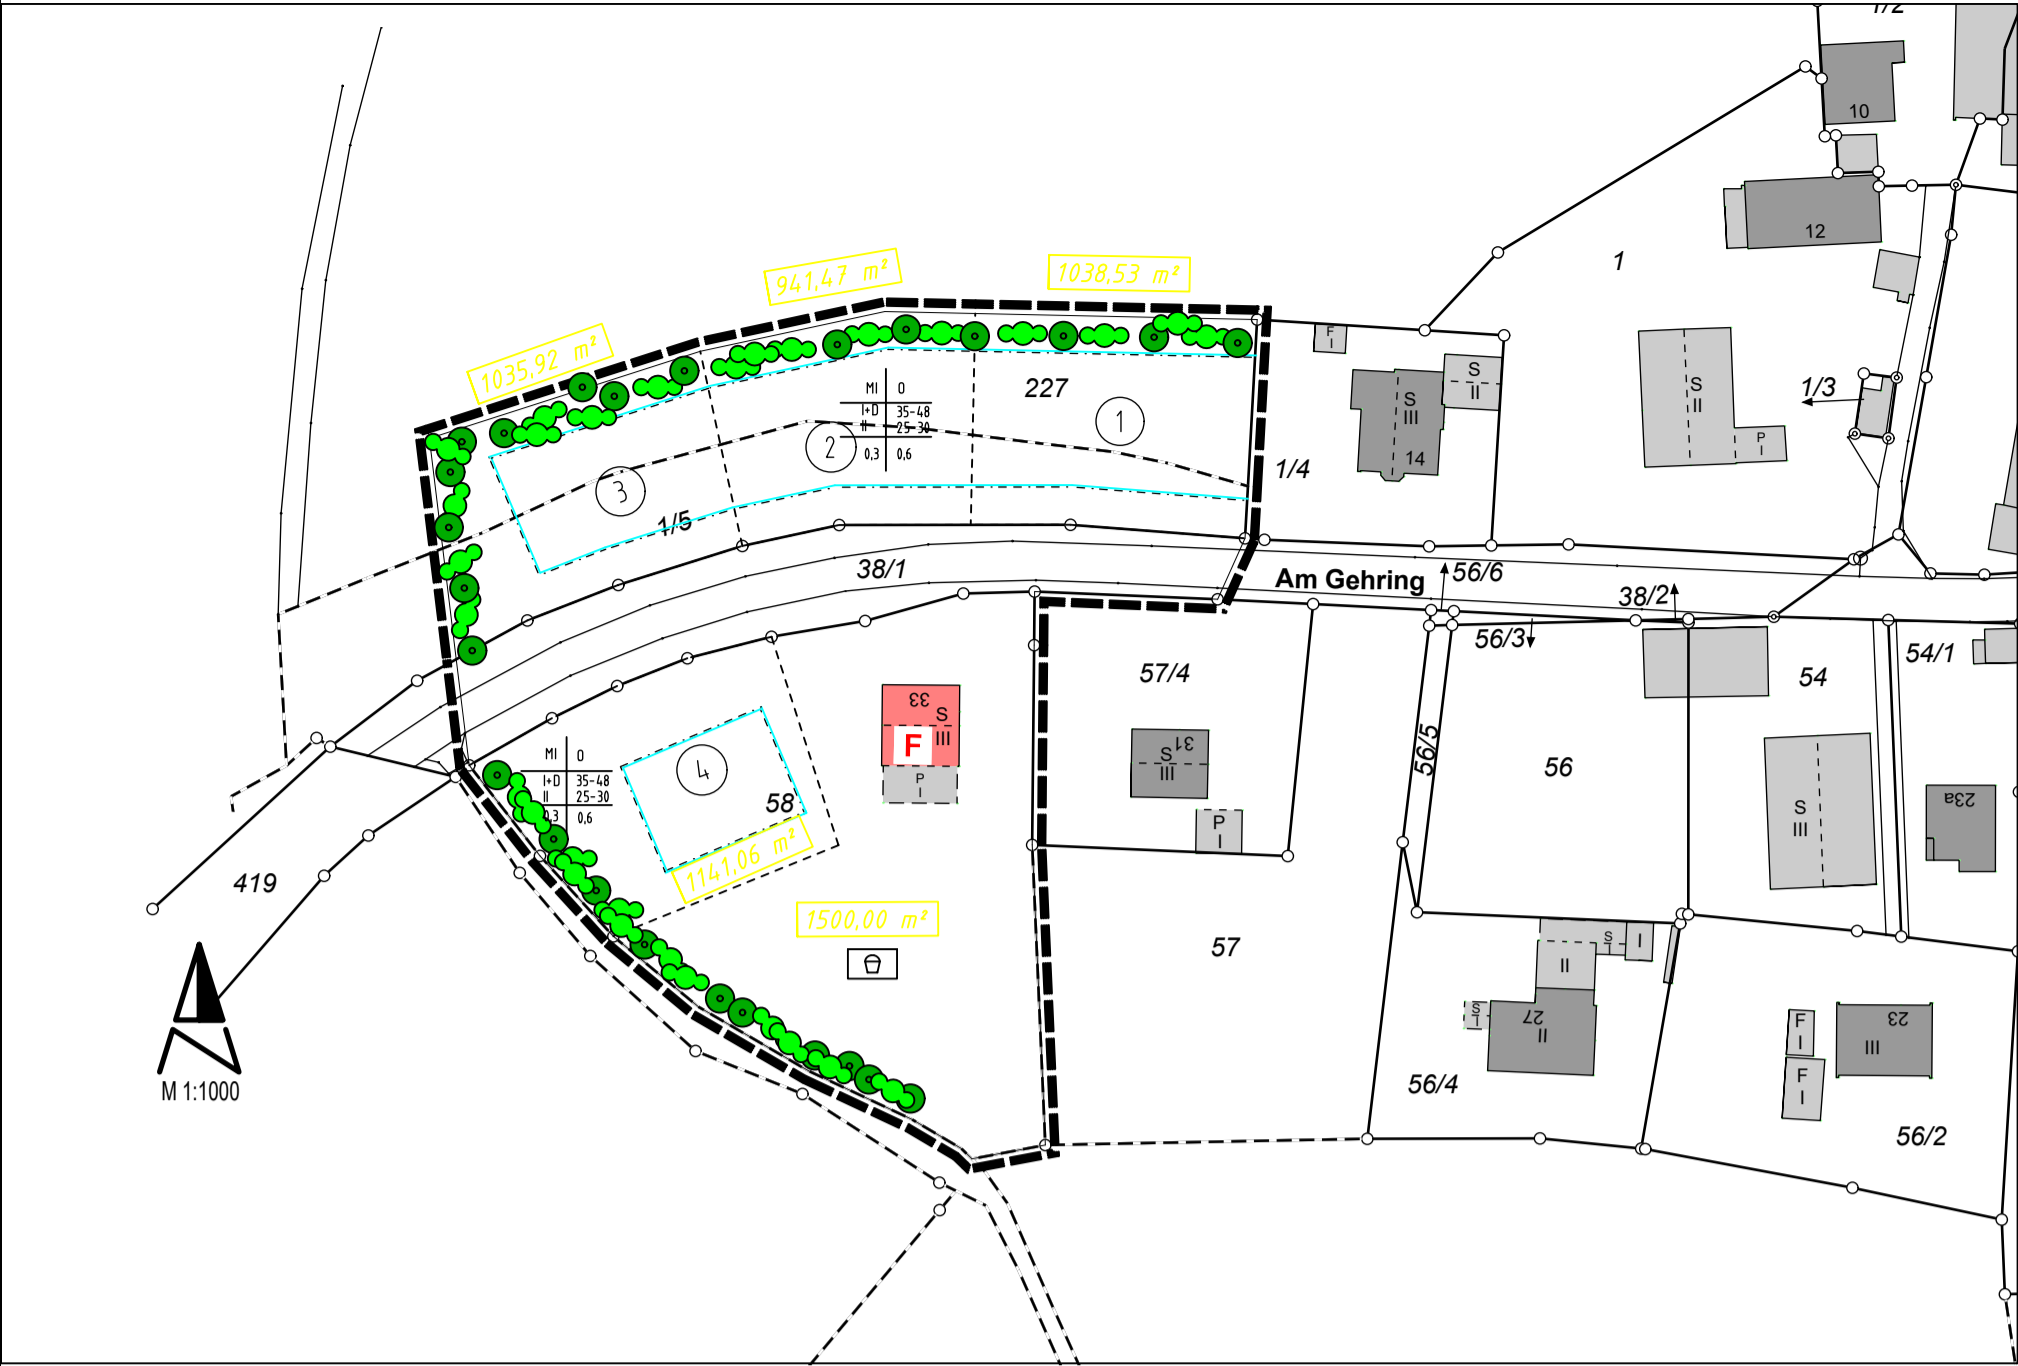 1/2
10
12
1
941,47 m²
1038,53 m²
1035,92 m²
F
I
S
II
S
III
14
S
II
P
I
1/3
227
MI
O
I+D
35-48
II
25-30
0,3
0,6
1
2
3
1/4
1/5
38/1
Am Gehring
56/6
38/2
56/3
54/1
57/4
54
33
S
III
F
P
I
MI
O
I+D
35-48
II
25-30
0,3
0,6
4
58
31
S
III
P
I
56/5
56
S
III
23a
1141,06 m²
1500,00 m²
419
57
S
I
I
II
S
I
27
II
F
I
F
I
23
III
56/4
56/2
M 1:1000